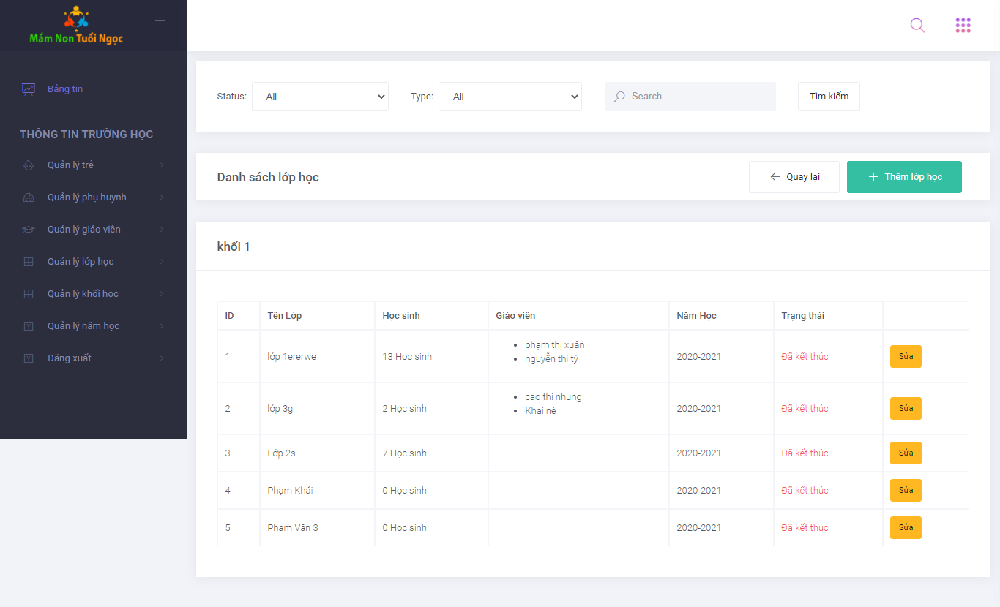 Mầm Non Tuổi Ngọc
Bảng tin
THÔNG TIN TRƯỜNG HỌC
Quản lý trẻ
Quản lý phụ huynh
Quản lý giáo viên
Quản lý lớp học
Quản lý khối học
Quản lý năm học
Đăng xuất
Status: All Type: All Search... Tìm kiếm
Danh sách lớp học Quay lại Thêm lớp học
khối 1
ID Tên Lớp Học sinh Giáo viên Năm Học Trạng thái
1 lớp 1ererwe 13 Học sinh phạm thị xuân 2020-2021 Đã kết thúc Sửa
nguyễn thị tý
2 lớp 3g 2 Học sinh cao thị nhung 2020-2021 Đã kết thúc Sửa
Khai nè
3 Lớp 2s 7 Học sinh 2020-2021 Đã kết thúc Sửa
4 Phạm Khải 0 Học sinh 2020-2021 Đã kết thúc Sửa
5 Phạm Văn 3 0 Học sinh 2020-2021 Đã kết thúc Sửa